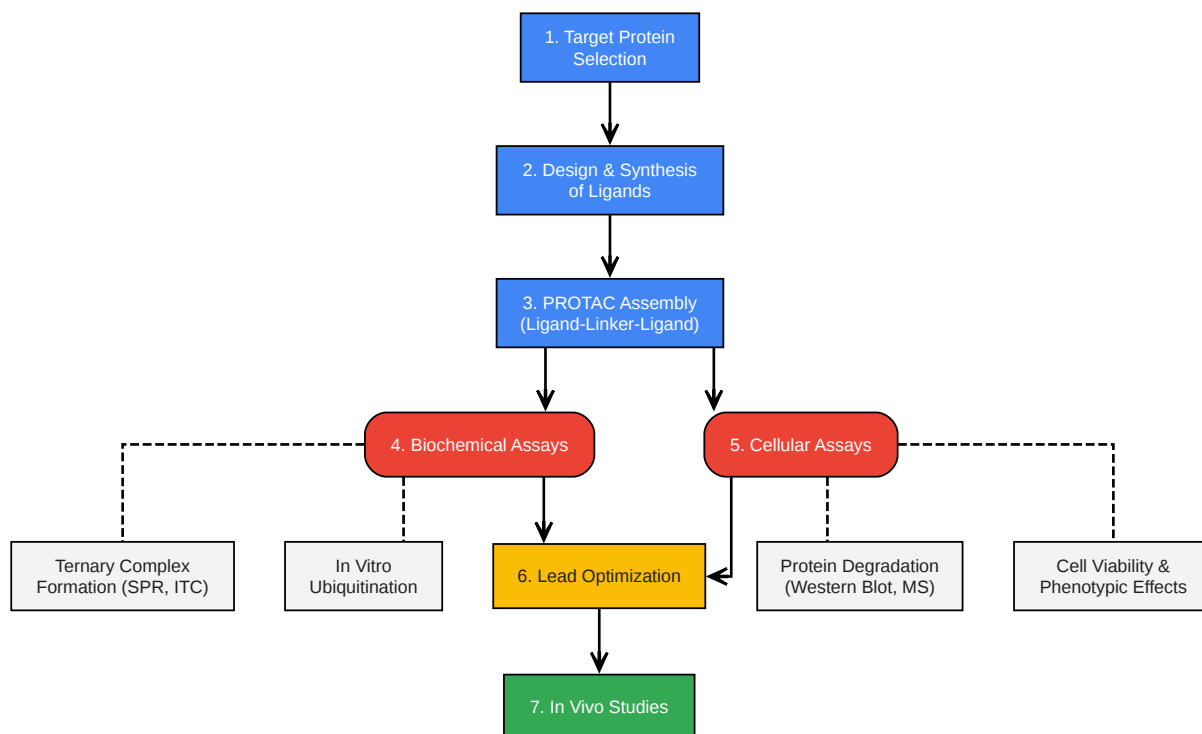 1. Target Protein
Selection
2. Design & Synthesis
of Ligands
3. PROTAC Assembly
(Ligand-Linker-Ligand)
4. Biochemical Assays
5. Cellular Assays
Ternary Complex
Formation (SPR, ITC)
In Vitro
Ubiquitination
6. Lead Optimization
Protein Degradation
(Western Blot, MS)
Cell Viability &
Phenotypic Effects
7. In Vivo Studies